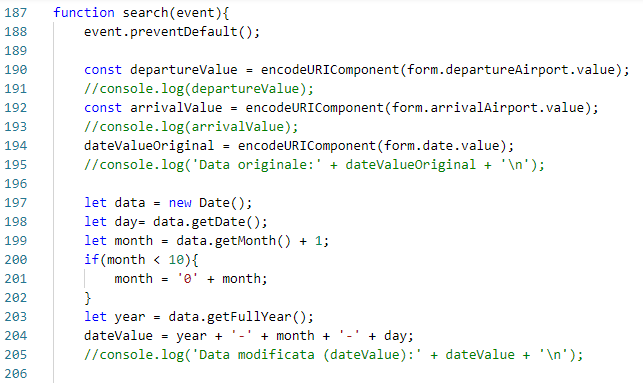 187 function search(event){
188     event.preventDefault();
189
190     const departureValue = encodeURIComponent(form.departureAirport.value);
191     //console.log(departureValue);
192     const arrivalValue = encodeURIComponent(form.arrivalAirport.value);
193     //console.log(arrivalValue);
194     dateValueOriginal = encodeURIComponent(form.date.value);
195     //console.log('Data originale:' + dateValueOriginal + '\n');
196
197     let data = new Date();
198     let day= data.getDate();
199     let month = data.getMonth() + 1;
200     if(month < 10){
201         month = '0' + month;
202     }
203     let year = data.getFullYear();
204     dateValue = year + '-' + month + '-' + day;
205     //console.log('Data modificata (dateValue):' + dateValue + '\n');
206